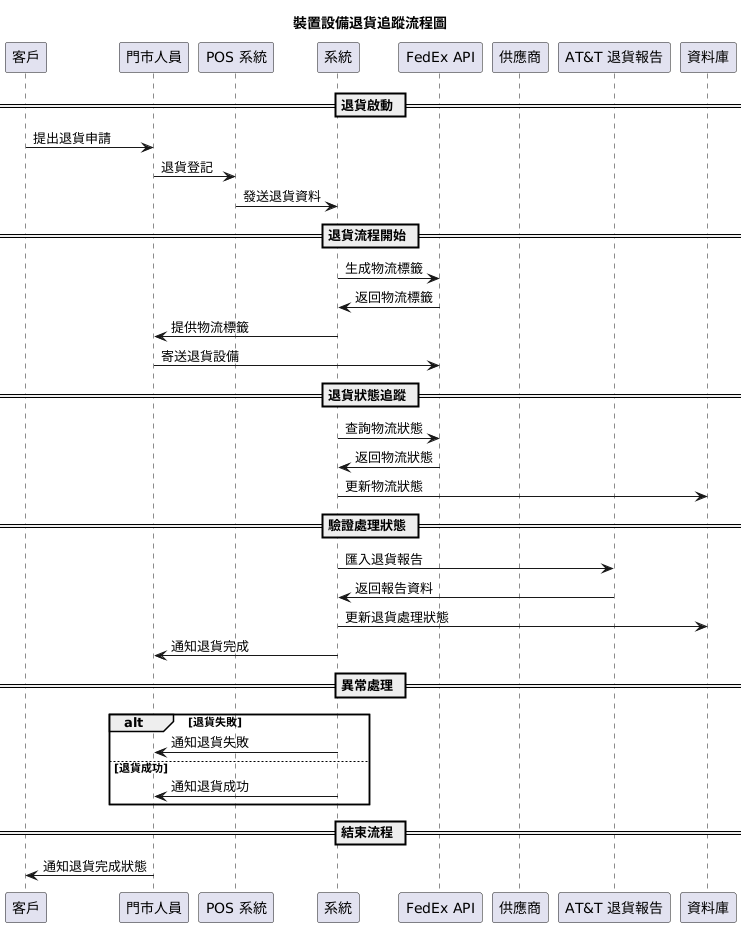 裝置設備退貨追蹤流程圖
客戶 門市人員 POS 系統 系統 FedEx API 供應商 AT&T 退貨報告 資料庫
退貨啟動
提出退貨申請
退貨登記
發送退貨資料
退貨流程開始
生成物流標籤
返回物流標籤
提供物流標籤
寄送退貨設備
退貨狀態追蹤
查詢物流狀態
返回物流狀態
更新物流狀態
驗證處理狀態
匯入退貨報告
返回報告資料
更新退貨處理狀態
通知退貨完成
異常處理
alt [退貨失敗]
通知退貨失敗
[退貨成功]
通知退貨成功
結束流程
通知退貨完成狀態
客戶 門市人員 POS 系統 系統 FedEx API 供應商 AT&T 退貨報告 資料庫